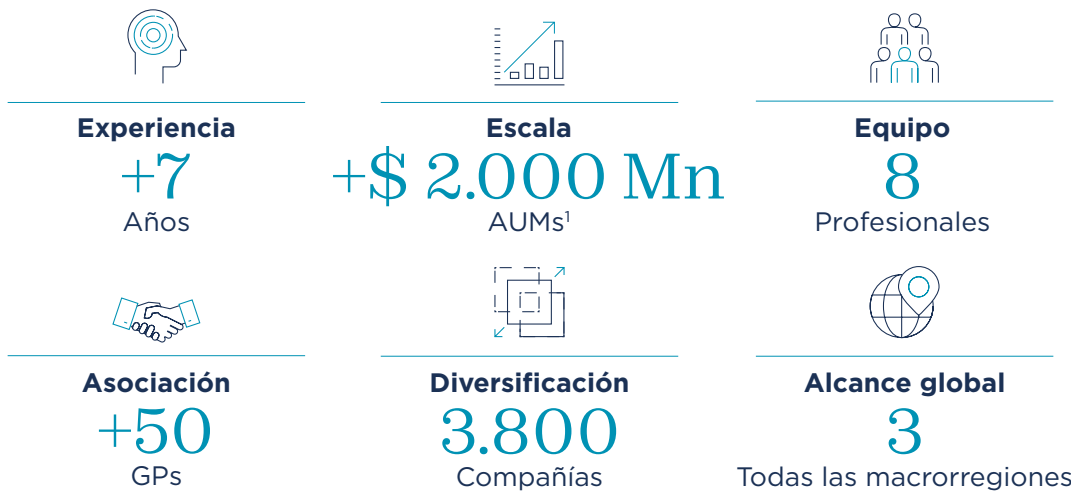 Experiencia
+7
Años
Escala
+$ 2.000 Mn
AUMs¹
Equipo
8
Profesionales
Asociación
+50
GPs
Diversificación
3.800
Compañías
Alcance global
3
Todas las macrorregiones